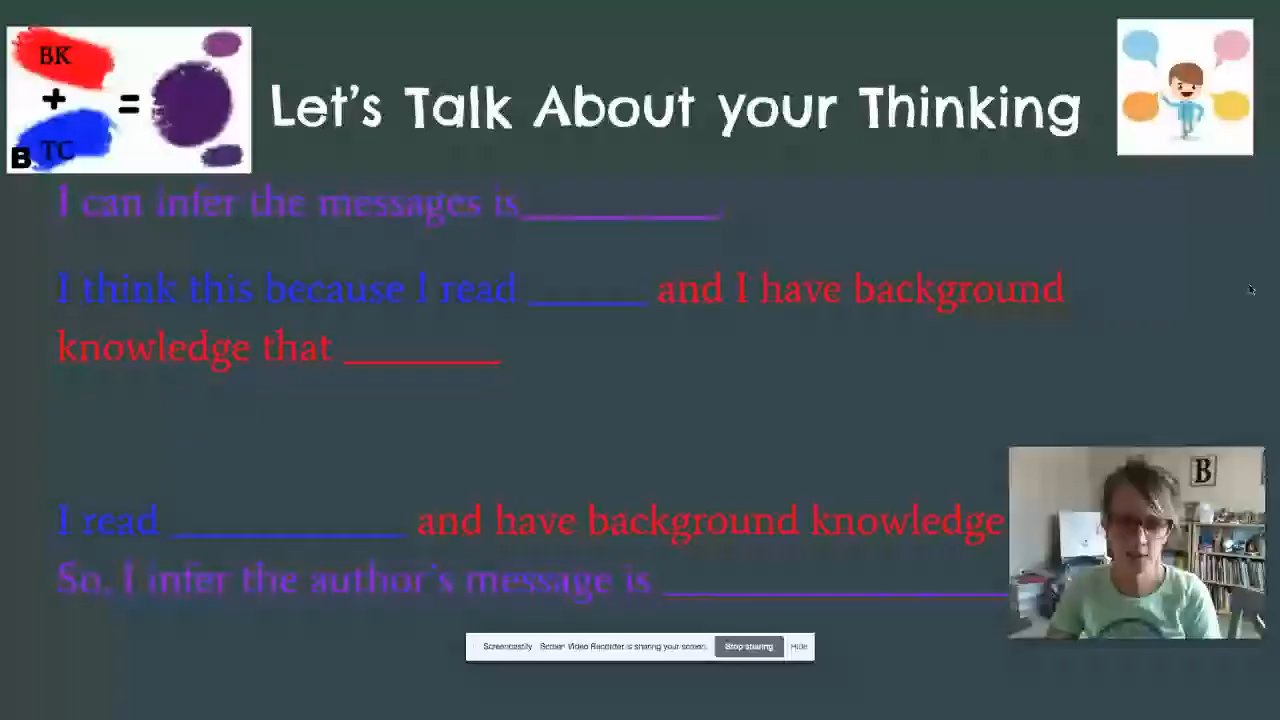 BK
+
=
B TC
Let's Talk About your Thinking
I can infer the messages is__________
I think this because I read ______ and I have background
knowledge that ________
I read ____________ and have background knowledge
So, I infer the author's message is __________________
B
Screencastify - Screen Video Recorder is sharing your screen. Stop sharing Hide